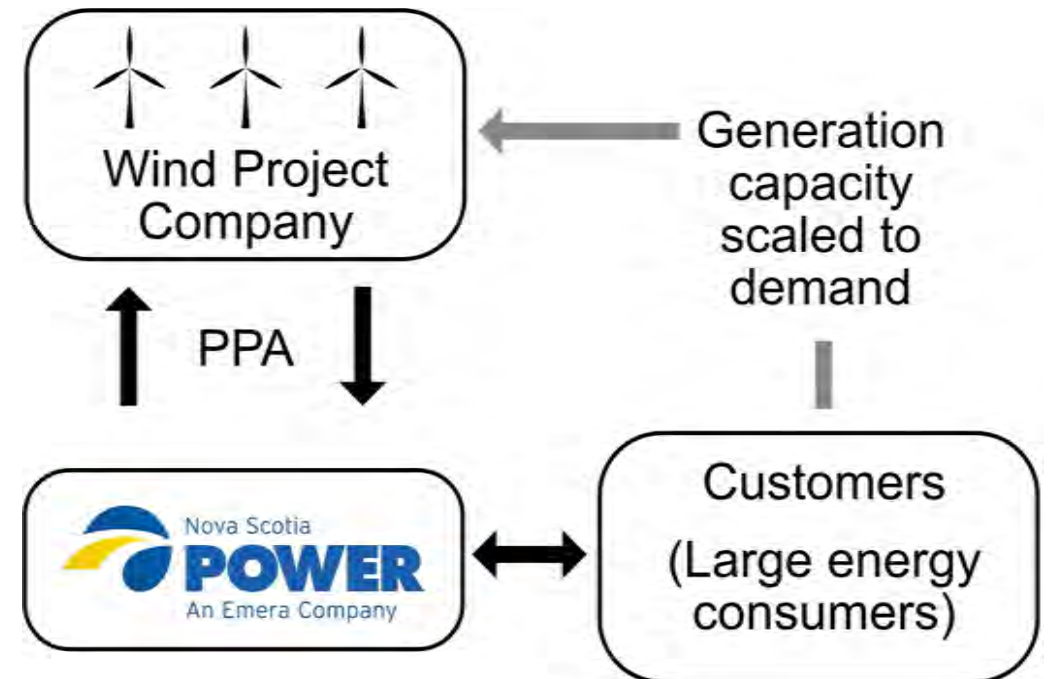 Wind Project
Company
Generation
capacity
scaled to
demand
PPA
Nova Scotia
POWER
An Emera Company
Customers
(Large energy
consumers)